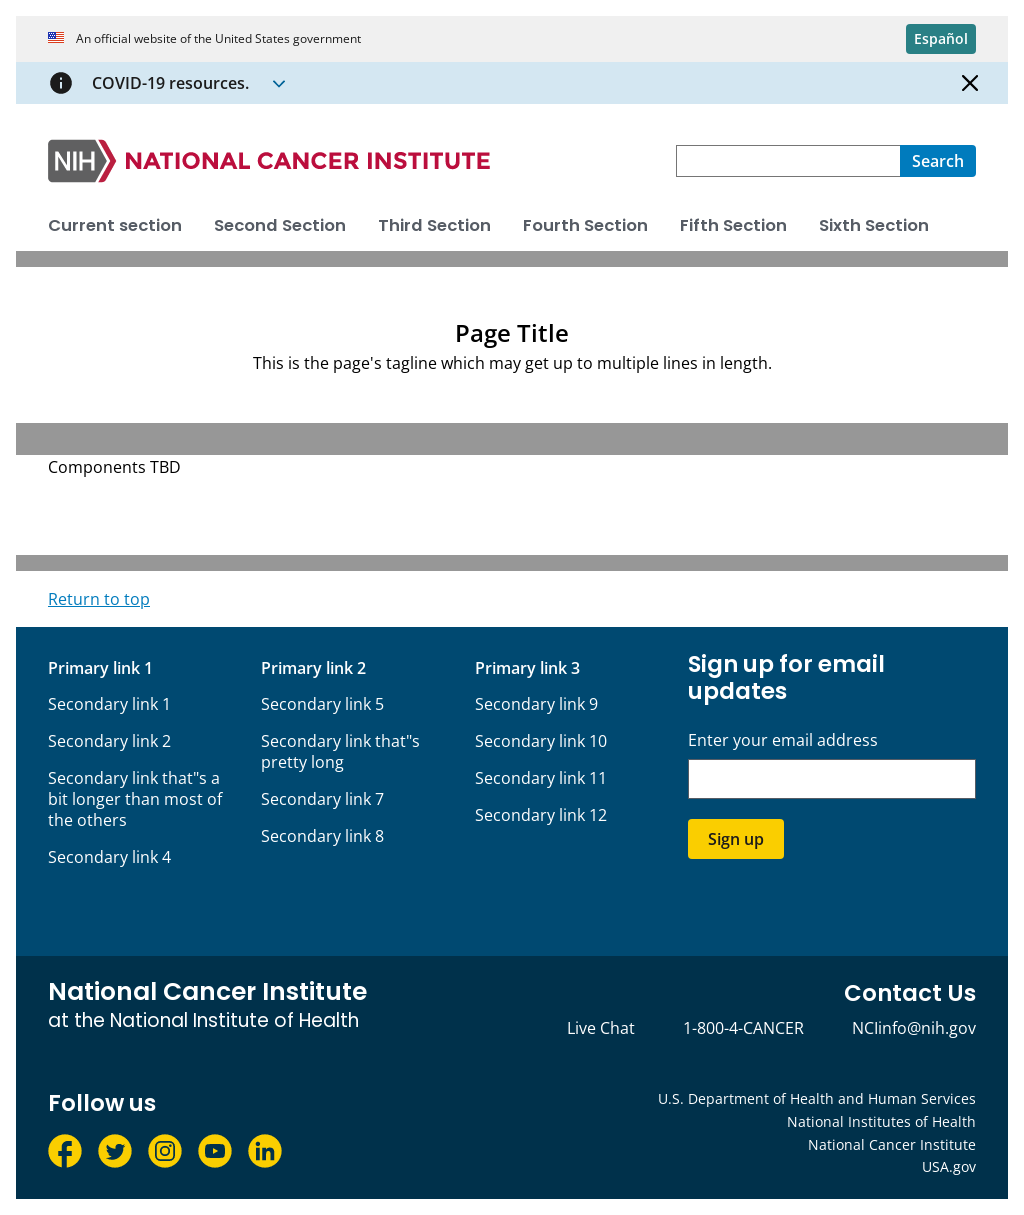 An official website of the United States government
Español
COVID-19 resources.
NIH NATIONAL CANCER INSTITUTE
Search
Current section Second Section Third Section Fourth Section Fifth Section Sixth Section
Page Title
This is the page's tagline which may get up to multiple lines in length.
Components TBD
Return to top
Primary link 1
Secondary link 1
Secondary link 2
Secondary link that"s a
bit longer than most of
the others
Secondary link 4
Primary link 2
Secondary link 5
Secondary link that"s
pretty long
Secondary link 7
Secondary link 8
Primary link 3
Secondary link 9
Secondary link 10
Secondary link 11
Secondary link 12
Sign up for email
updates
Enter your email address
Sign up
National Cancer Institute
at the National Institute of Health
Contact Us
Live Chat 1-800-4-CANCER NCIinfo@nih.gov
Follow us
U.S. Department of Health and Human Services
National Institutes of Health
National Cancer Institute
USA.gov